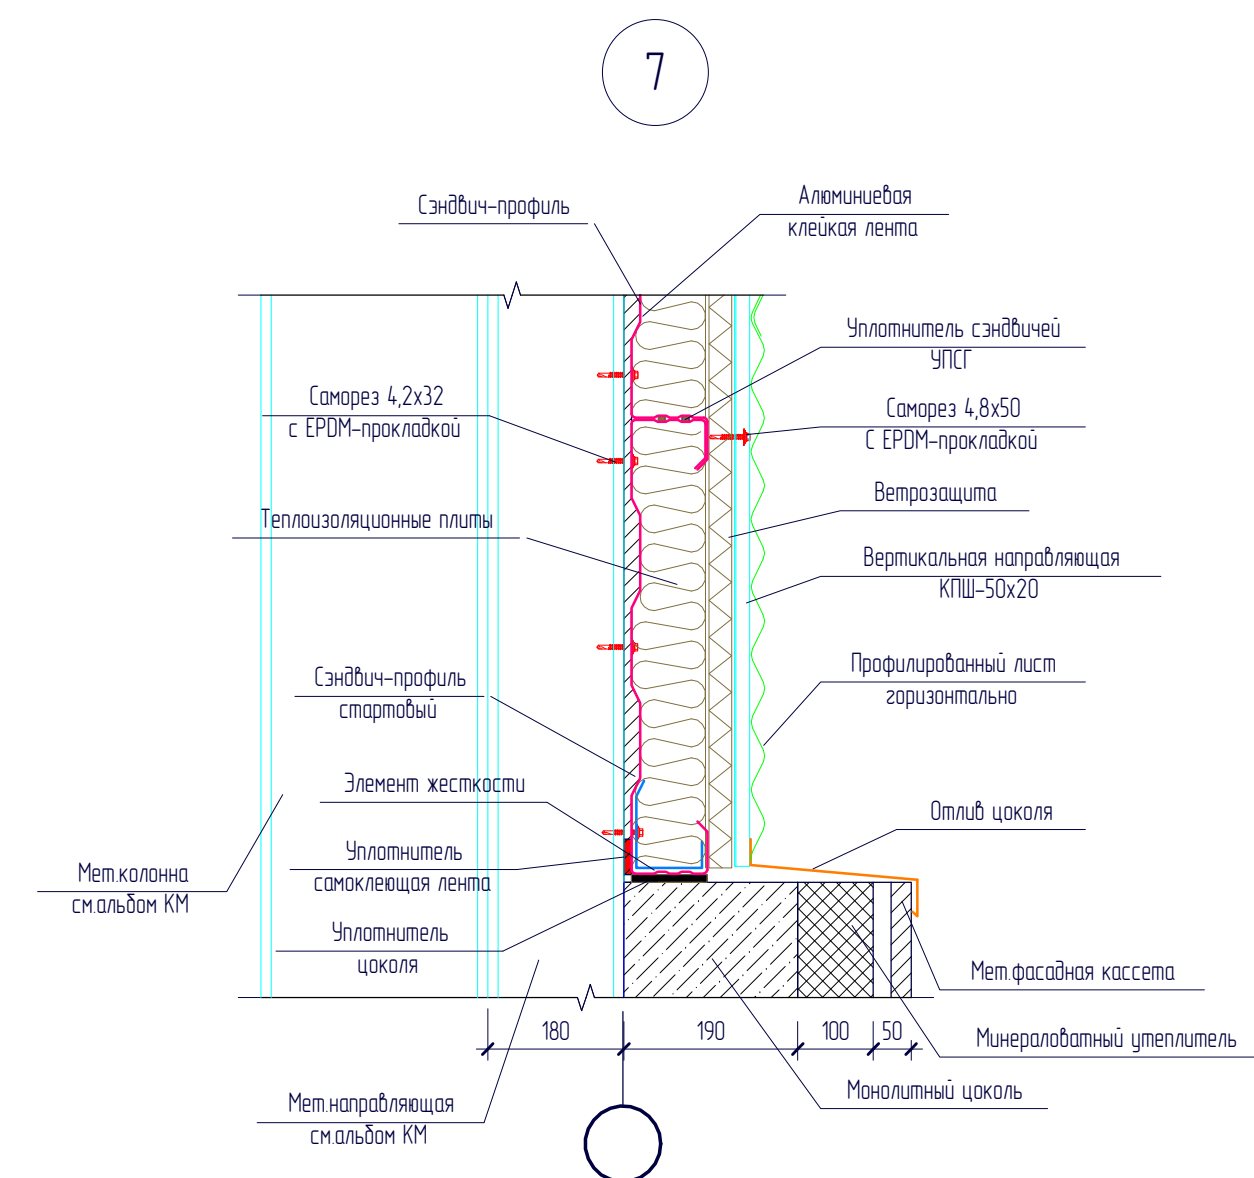 7
Сэндвич-профиль
Алюминиевая
клейкая лента
Уплотнитель сэндвичей
УПСГ
Саморез 4,2х32
с EPDM-прокладкой
Саморез 4,8х50
С EPDM-прокладкой
Ветрозащита
Теплоизоляционные плиты
Вертикальная направляющая
КПШ-50х20
Профилированный лист
горизонтально
Сэндвич-профиль
стартовый
Элемент жесткости
Отлив цоколя
Уплотнитель
самоклеющая лента
Мет.колонна
см.альбом КМ
Уплотнитель
цоколя
Мет.фасадная кассета
180
190
100
50
Минераловатный утеплитель
Монолитный цоколь
Мет.направляющая
см.альбом КМ